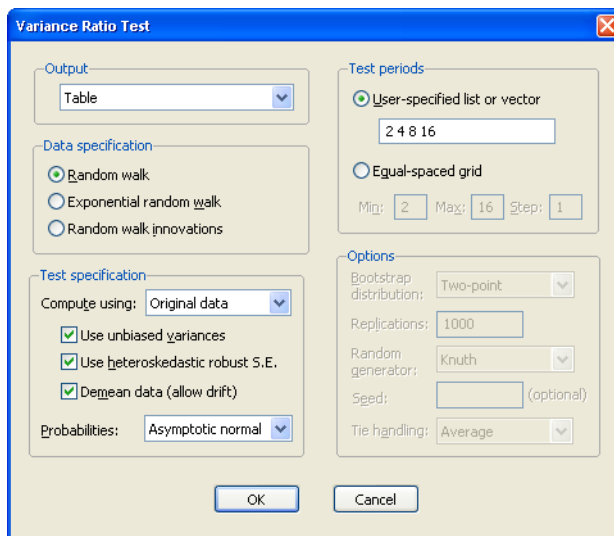 Variance Ratio Test
Output
Table
Data specification
Random walk
Exponential random walk
Random walk innovations
Test specification
Compute using: Original data
Use unbiased variances
Use heteroskedastic robust S.E.
Demean data (allow drift)
Probabilities: Asymptotic normal
Test periods
User-specified list or vector
2 4 8 16
Equal-spaced grid
Min: 2 Max: 16 Step: 1
Options
Bootstrap
distribution: Two-point
Replications: 1000
Random
generator: Knuth
Seed: (optional)
Tie handling: Average
OK Cancel